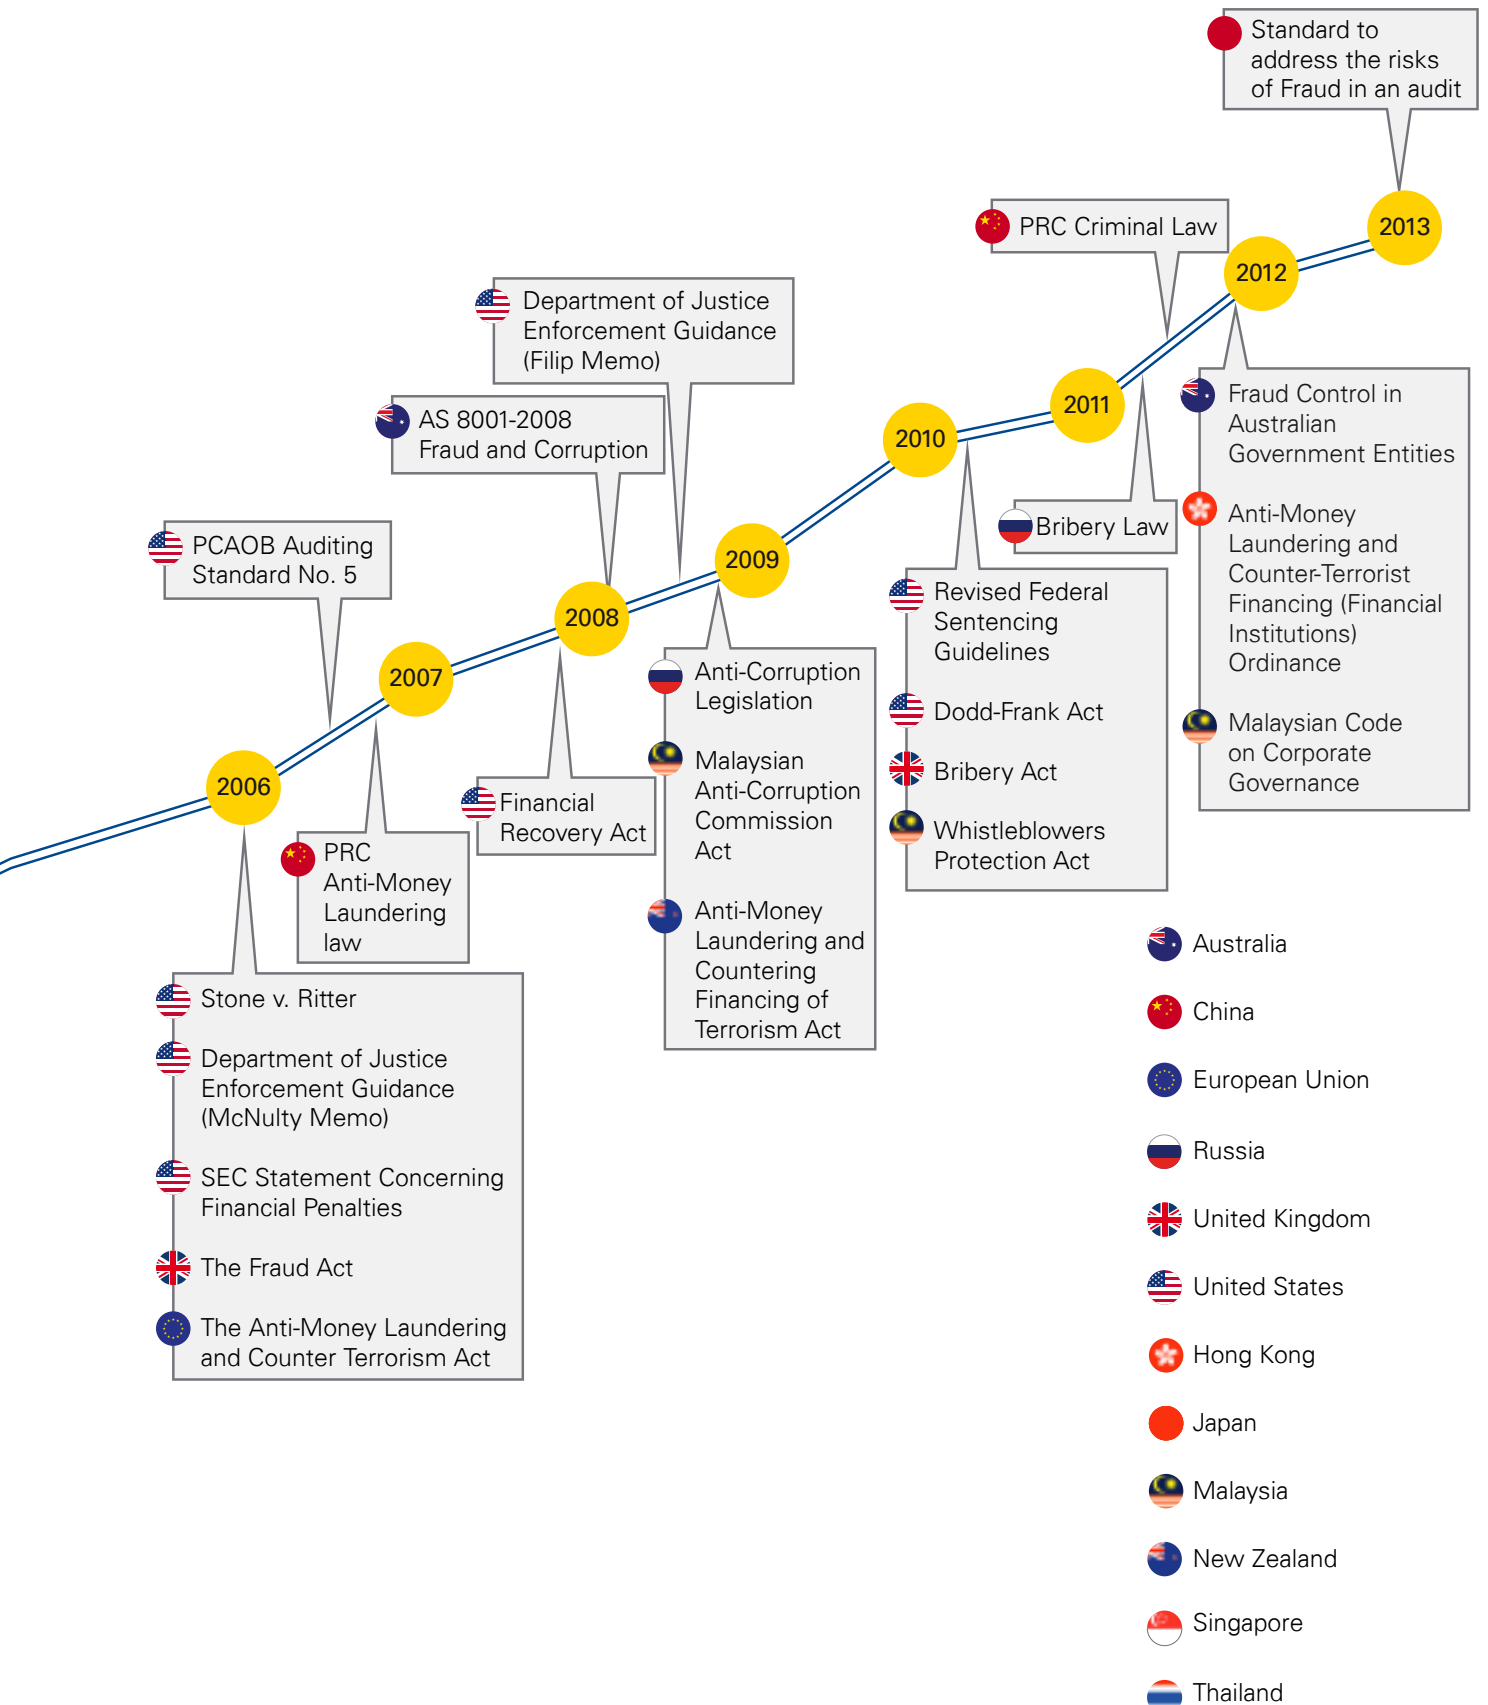 Standard to
address the risks
of Fraud in an audit
2013
PRC Criminal Law
2012
Department of Justice
Enforcement Guidance
(Filip Memo)
AS 8001-2008
Fraud and Corruption
2011
2010
Fraud Control in
Australian
Government Entities
Anti-Money
Laundering and
Counter-Terrorist
Financing (Financial
Institutions)
Ordinance
Malaysian Code
on Corporate
Governance
Bribery Law
PCAOB Auditing
Standard No. 5
2009
2008
2007
2006
Revised Federal
Sentencing
Guidelines
Dodd-Frank Act
Bribery Act
Whistleblowers
Protection Act
Anti-Corruption
Legislation
Malaysian
Anti-Corruption
Commission
Act
Anti-Money
Laundering and
Countering
Financing of
Terrorism Act
Financial
Recovery Act
PRC
Anti-Money
Laundering
law
Stone v. Ritter
Department of Justice
Enforcement Guidance
(McNulty Memo)
SEC Statement Concerning
Financial Penalties
The Fraud Act
The Anti-Money Laundering
and Counter Terrorism Act
Australia
China
European Union
Russia
United Kingdom
United States
Hong Kong
Japan
Malaysia
New Zealand
Singapore
Thailand